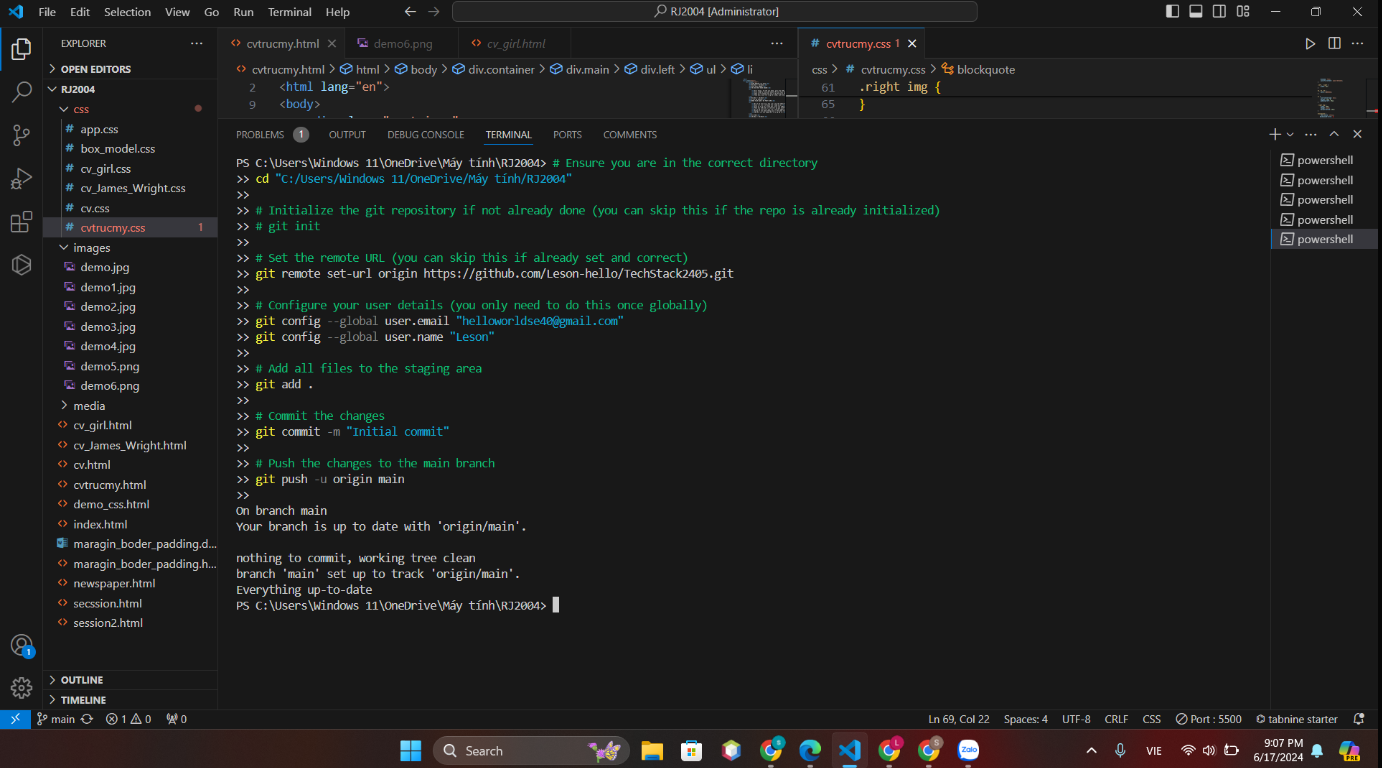 File Edit Selection View Go Run Terminal Help
RJ2004 [Administrator]
EXPLORER
OPEN EDITORS
RJ2004
css
app.css
box_model.css
cv_girl.css
cv_James_Wright.css
cv.css
cvtrucmy.css 1
images
demo.jpg
demo1.jpg
demo2.jpg
demo3.jpg
demo4.jpg
demo5.png
demo6.png
media
cv_girl.html
cv_James_Wright.html
cv.html
cvtrucmy.html
demo_css.html
index.html
maragin_boder_padding.d...
maragin_boder_padding.h...
newspaper.html
secssion.html
session2.html
OUTLINE
TIMELINE
cvtrucmy.html demo6.png cv_girl.html
cvtrucmy.html > html > body > div.container > div.main > div.left > ul > li
2 <html lang="en">
9 <body>
cvtrucmy.css 1
css > cvtrucmy.css > blockquote
61 .right img {
65 }
PROBLEMS 1 OUTPUT DEBUG CONSOLE TERMINAL PORTS COMMENTS
PS C:\Users\Windows 11\OneDrive\Máy tính\RJ2004> # Ensure you are in the correct directory
>> cd "C:/Users/Windows 11/OneDrive/Máy tính/RJ2004"
>>
>> # Initialize the git repository if not already done (you can skip this if the repo is already initialized)
>> # git init
>>
>> # Set the remote URL (you can skip this if already set and correct)
>> git remote set-url origin https://github.com/Leson-hello/TechStack2405.git
>>
>> # Configure your user details (you only need to do this once globally)
>> git config --global user.email "helloworldse40@gmail.com"
>> git config --global user.name "Leson"
>>
>> # Add all files to the staging area
>> git add .
>>
>> # Commit the changes
>> git commit -m "Initial commit"
>>
>> # Push the changes to the main branch
>> git push -u origin main
>>
On branch main
Your branch is up to date with 'origin/main'.
nothing to commit, working tree clean
branch 'main' set up to track 'origin/main'.
Everything up-to-date
PS C:\Users\Windows 11\OneDrive\Máy tính\RJ2004>
powershell
powershell
powershell
powershell
powershell
1
main 1 0 0
Ln 69, Col 22 Spaces: 4 UTF-8 CRLF CSS Port : 5500 tabnine starter
Search
Zalo
VIE
9:07 PM
6/17/2024
PRE